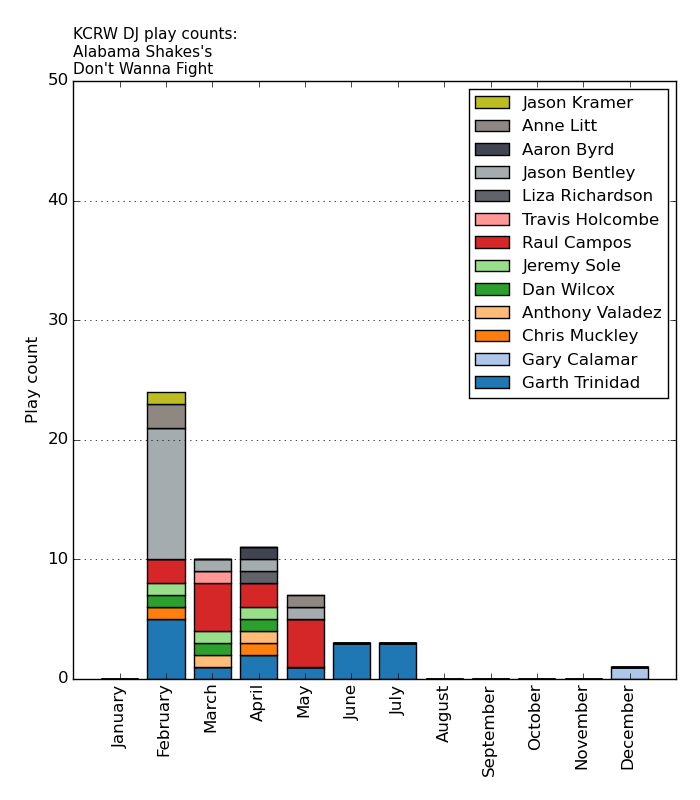 KCRW DJ play counts:
Alabama Shakes's
Don't Wanna Fight
50
40
30
20
10
0
Play count
Jason Kramer
Anne Litt
Aaron Byrd
Jason Bentley
Liza Richardson
Travis Holcombe
Raul Campos
Jeremy Sole
Dan Wilcox
Anthony Valadez
Chris Muckley
Gary Calamar
Garth Trinidad
January
February
March
April
May
June
July
August
September
October
November
December